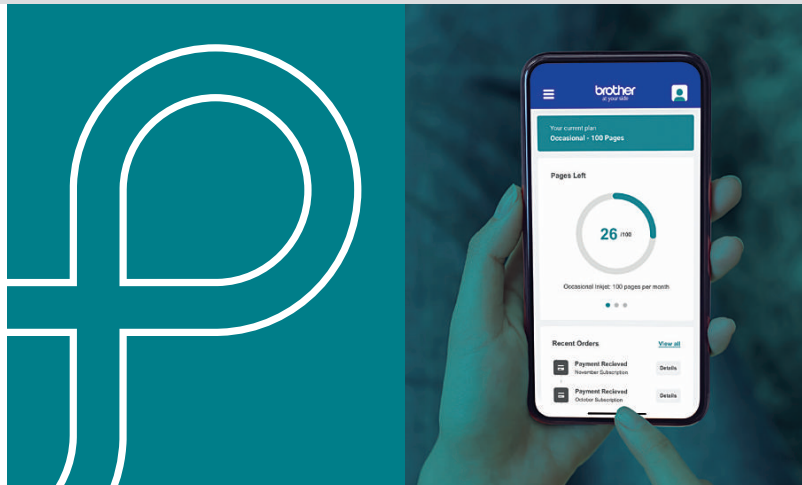 brother
at your side
Your current plan
Occasional - 100 Pages
Pages Left
26 /100
Occasional Inkjet: 100 pages per month
Recent Orders View all
Payment Recieved
November Subscription
Details
Payment Recieved
October Subscription
Details